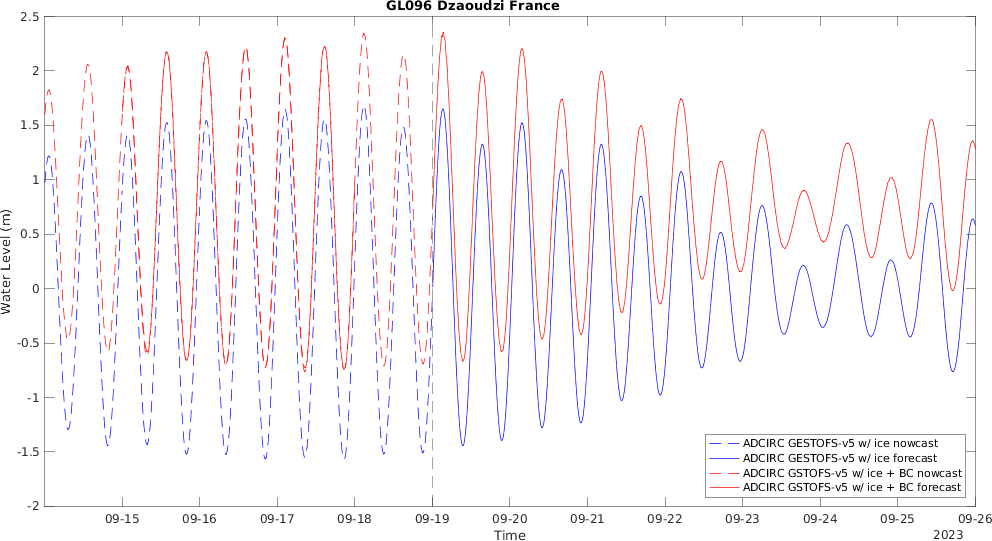 GL096 Dzaoudzi France
2.5
2
1.5
1
0.5
0
-0.5
-1
-1.5
-2
Water Level (m)
ADCIRC GESTOFS-v5 w/ ice nowcast
ADCIRC GESTOFS-v5 w/ ice forecast
ADCIRC GSTOFS-v5 w/ ice + BC nowcast
ADCIRC GSTOFS-v5 w/ ice + BC forecast
09-15 09-16 09-17 09-18 09-19 09-20 09-21 09-22 09-23 09-24 09-25 09-26
Time
2023